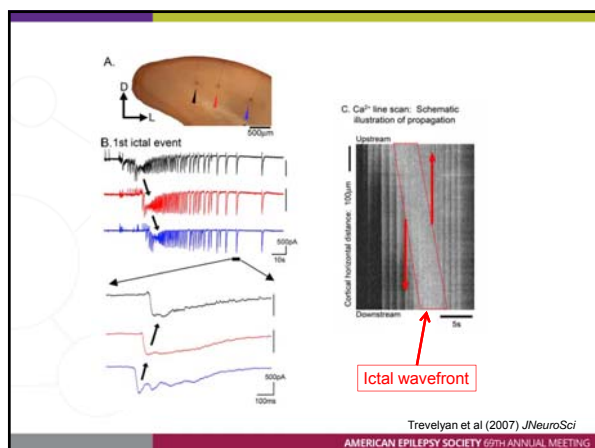 A.
D
L
500µm
B. 1st ictal event
500pA
10s
500pA
100ms
C. Ca2+ line scan: Schematic
illustration of propagation
Upstream
Cortical horizontal distance: 100µm
Downstream
5s
Ictal wavefront
Trevelyan et al (2007) JNeuroSci
AMERICAN EPILEPSY SOCIETY 69TH ANNUAL MEETING